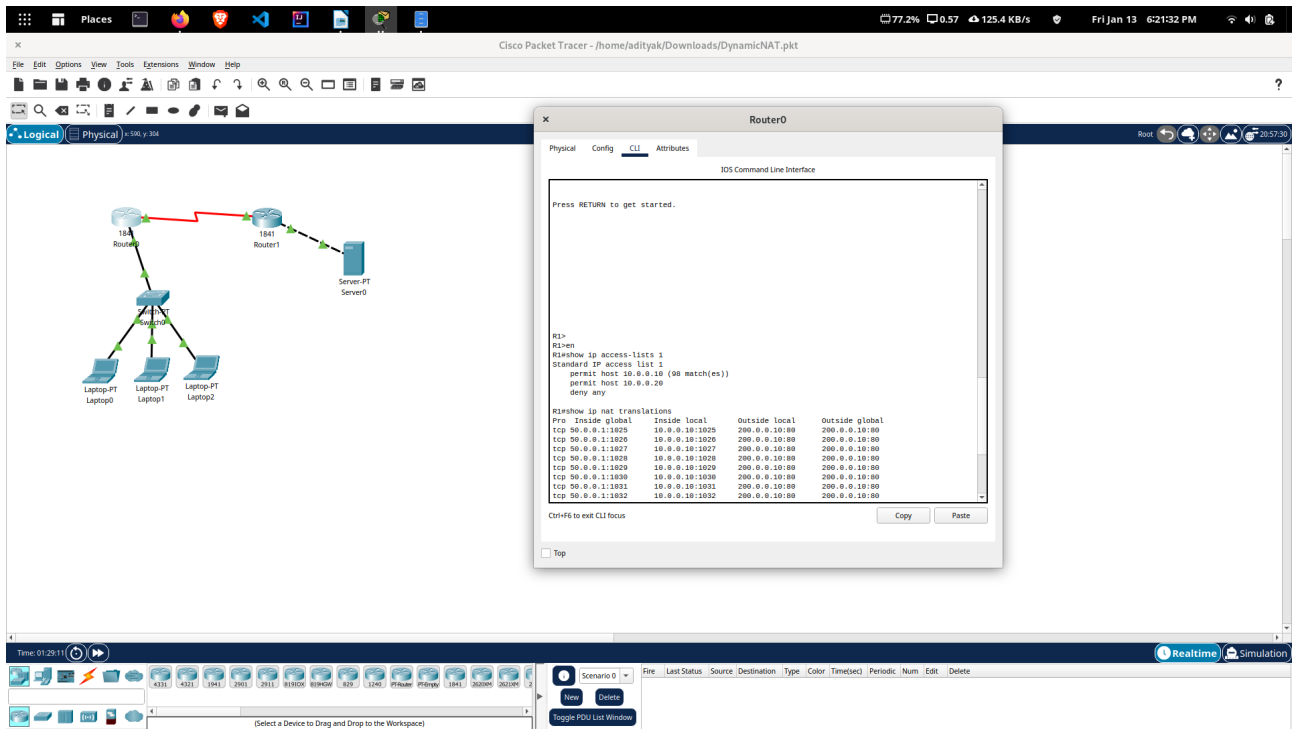 Places
77.2% 0.57 125.4 KB/s Fri Jan 13 6:21:32 PM
Cisco Packet Tracer - /home/adityak/Downloads/DynamicNAT.pkt
File Edit Options View Tools Extensions Window Help
?
Logical Physical x: 590, y: 304 Root 20:57:30
Router0
Physical Config CLI Attributes
IOS Command Line Interface
Press RETURN to get started.
R1>
R1>en
R1#show ip access-lists 1
Standard IP access list 1
permit host 10.0.0.10 (98 match(es))
permit host 10.0.0.20
deny any
R1#show ip nat translations
Pro Inside global Inside local Outside local Outside global
tcp 50.0.0.1:1025 10.0.0.10:1025 200.0.0.10:80 200.0.0.10:80
tcp 50.0.0.1:1026 10.0.0.10:1026 200.0.0.10:80 200.0.0.10:80
tcp 50.0.0.1:1027 10.0.0.10:1027 200.0.0.10:80 200.0.0.10:80
tcp 50.0.0.1:1028 10.0.0.10:1028 200.0.0.10:80 200.0.0.10:80
tcp 50.0.0.1:1029 10.0.0.10:1029 200.0.0.10:80 200.0.0.10:80
tcp 50.0.0.1:1030 10.0.0.10:1030 200.0.0.10:80 200.0.0.10:80
tcp 50.0.0.1:1031 10.0.0.10:1031 200.0.0.10:80 200.0.0.10:80
tcp 50.0.0.1:1032 10.0.0.10:1032 200.0.0.10:80 200.0.0.10:80
Ctrl+F6 to exit CLI focus
Copy Paste
Top
1841
Router0
1841
Router1
Server-PT
Server0
Switch-PT
Switch0
Laptop-PT
Laptop0
Laptop-PT
Laptop1
Laptop-PT
Laptop2
Time: 01:29:11
Realtime Simulation
4331 4321 1941 2901 2911 819IOX 819HGW 829 1240 PT-Router PT-Empty 1841 2620XM 2621XM
(Select a Device to Drag and Drop to the Workspace)
Scenario 0
New Delete
Toggle PDU List Window
Fire Last Status Source Destination Type Color Time(sec) Periodic Num Edit Delete